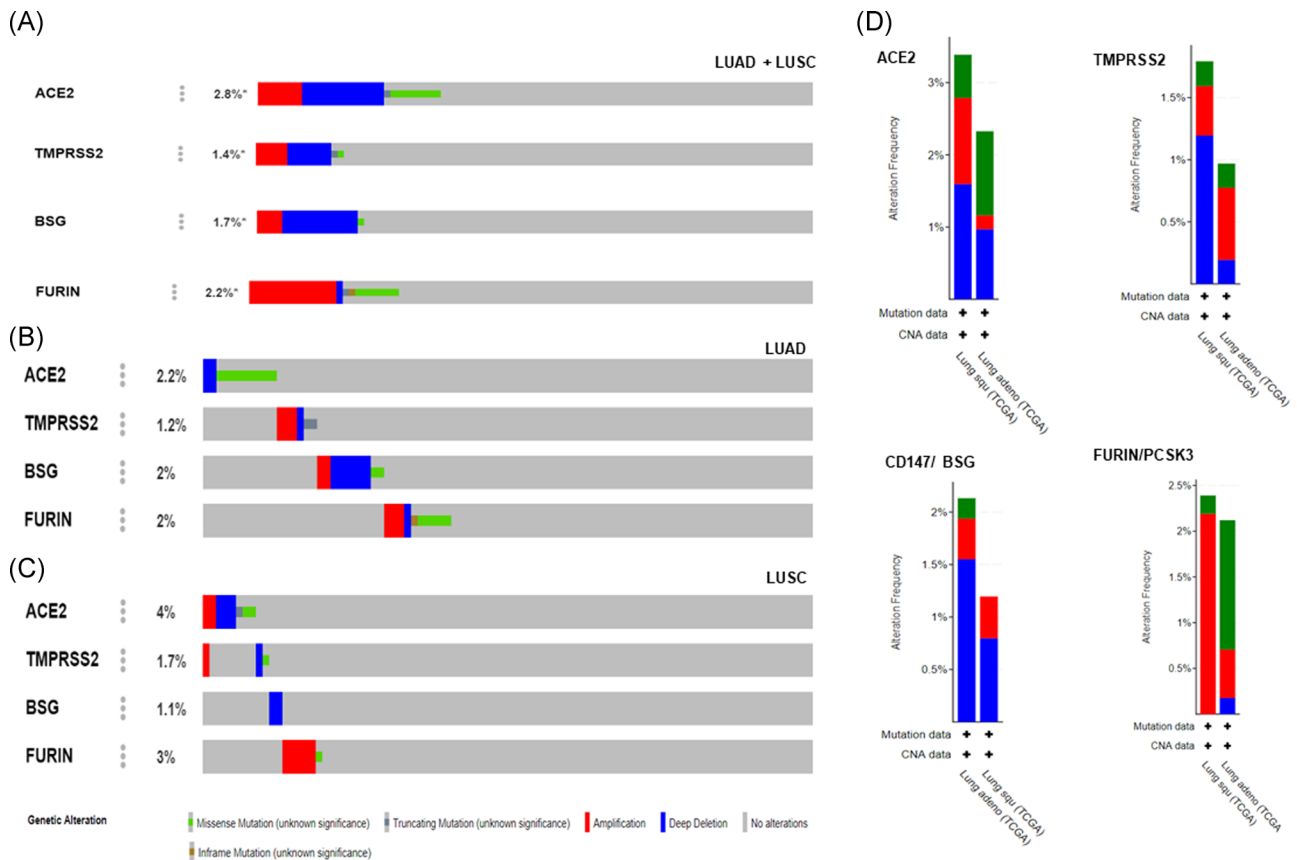 (A)
LUAD + LUSC
ACE2 2.8%*
TMPRSS2 1.4%*
BSG 1.7%*
FURIN 2.2%*
(B)
LUAD
ACE2 2.2%
TMPRSS2 1.2%
BSG 2%
FURIN 2%
(C)
LUSC
ACE2 4%
TMPRSS2 1.7%
BSG 1.1%
FURIN 3%
Genetic Alteration
Missense Mutation (unknown significance) Truncating Mutation (unknown significance) Amplification Deep Deletion No alterations
Inframe Mutation (unknown significance)
(D)
ACE2
Alteration Frequency
3%
2%
1%
Mutation data + +
CNA data + +
Lung squ (TCGA)
Lung adeno (TCGA)
TMPRSS2
Alteration Frequency
1.5%
1%
0.5%
Mutation data + +
CNA data + +
Lung squ (TCGA)
Lung adeno (TCGA)
CD147/ BSG
Alteration Frequency
2%
1.5%
1%
0.5%
Mutation data + +
CNA data + +
Lung adeno (TCGA)
Lung squ (TCGA)
FURIN/PCSK3
Alteration Frequency
2.5%
2%
1.5%
1%
0.5%
Mutation data + +
CNA data + +
Lung squ (TCGA)
Lung adeno (TCGA